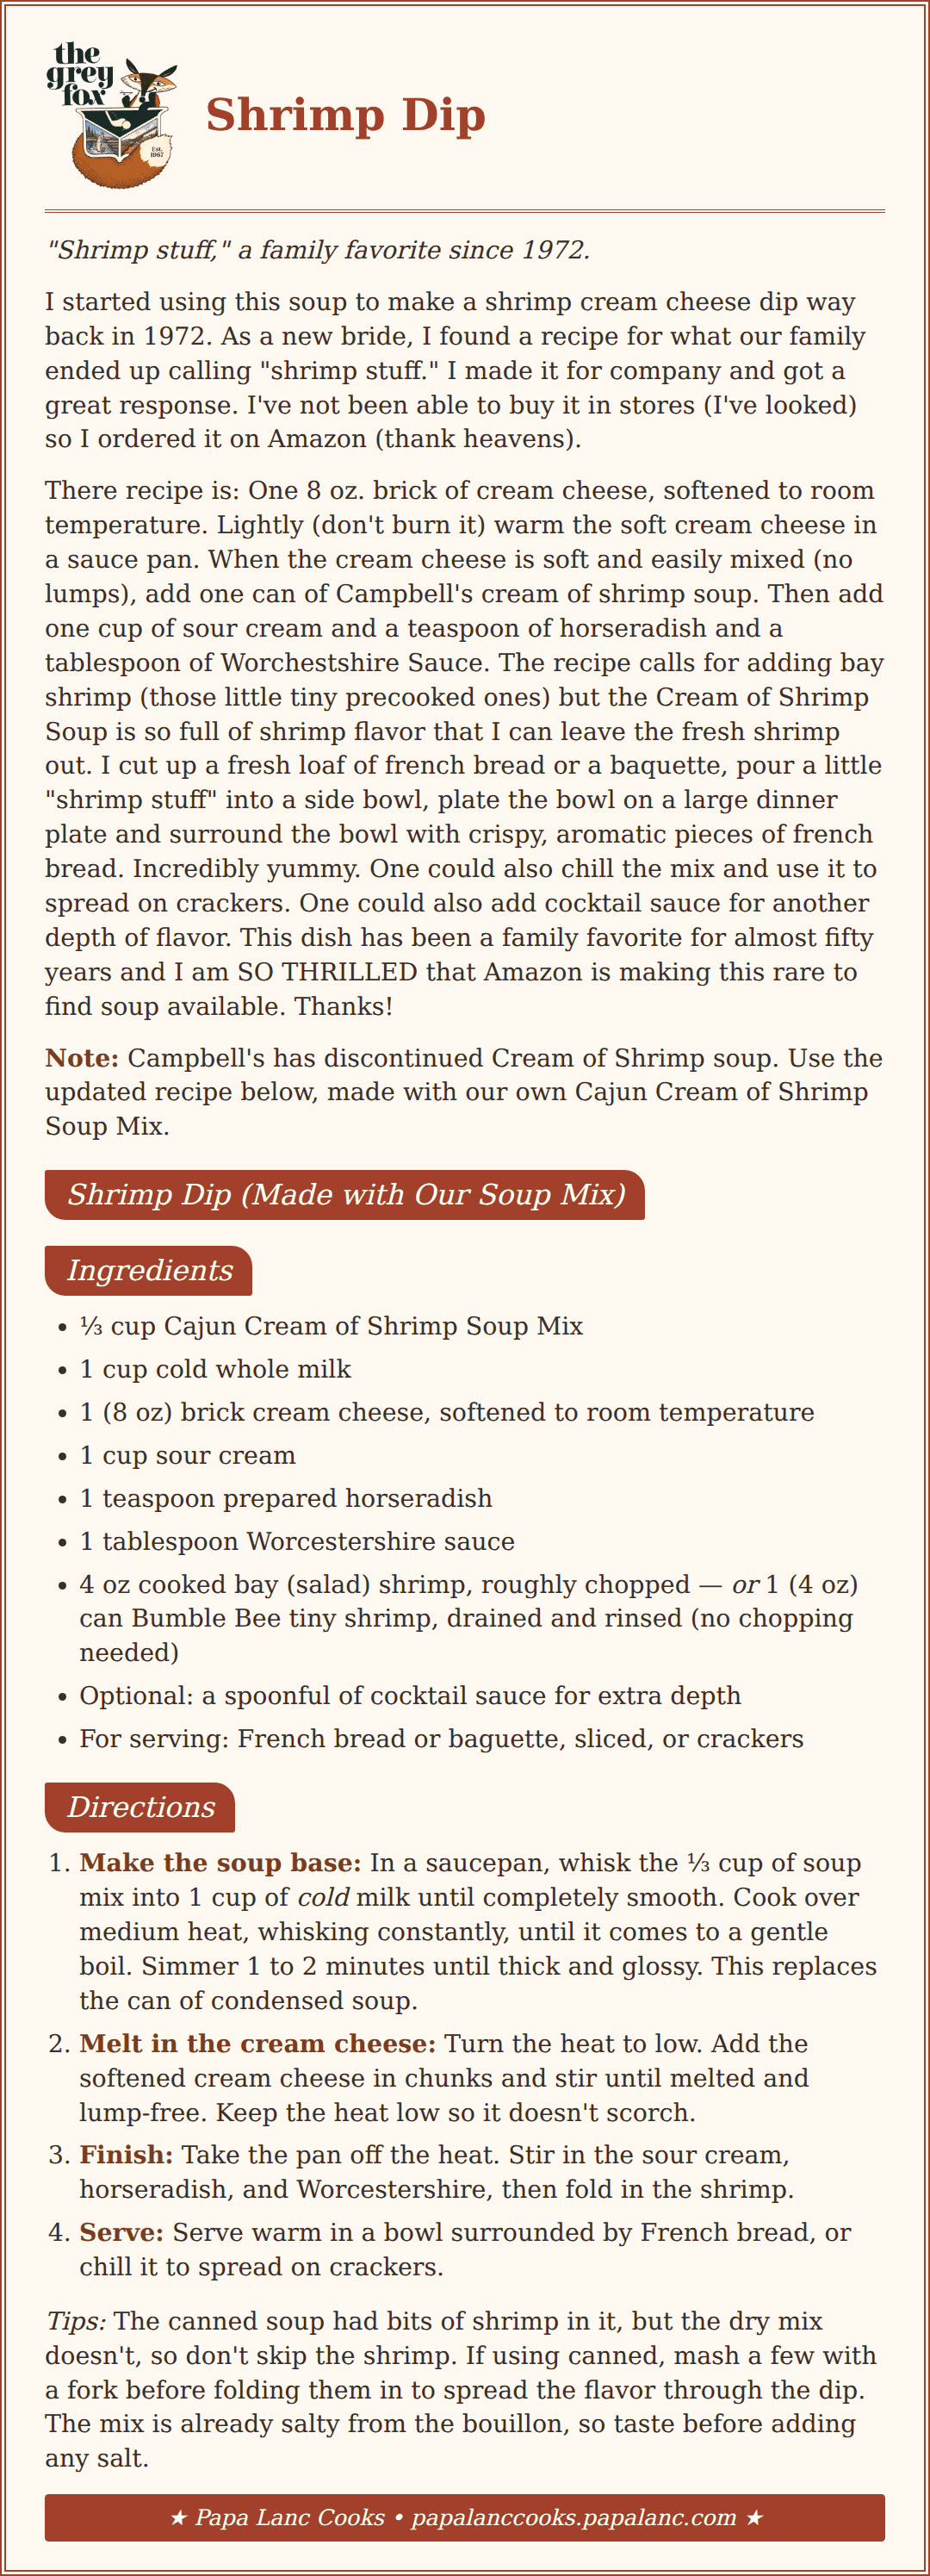 the
grey
fox
Est.
1967
Shrimp Dip
"Shrimp stuff," a family favorite since 1972.
I started using this soup to make a shrimp cream cheese dip way
back in 1972. As a new bride, I found a recipe for what our family
ended up calling "shrimp stuff." I made it for company and got a
great response. I've not been able to buy it in stores (I've looked)
so I ordered it on Amazon (thank heavens).
There recipe is: One 8 oz. brick of cream cheese, softened to room
temperature. Lightly (don't burn it) warm the soft cream cheese in
a sauce pan. When the cream cheese is soft and easily mixed (no
lumps), add one can of Campbell's cream of shrimp soup. Then add
one cup of sour cream and a teaspoon of horseradish and a
tablespoon of Worchestshire Sauce. The recipe calls for adding bay
shrimp (those little tiny precooked ones) but the Cream of Shrimp
Soup is so full of shrimp flavor that I can leave the fresh shrimp
out. I cut up a fresh loaf of french bread or a baquette, pour a little
"shrimp stuff" into a side bowl, plate the bowl on a large dinner
plate and surround the bowl with crispy, aromatic pieces of french
bread. Incredibly yummy. One could also chill the mix and use it to
spread on crackers. One could also add cocktail sauce for another
depth of flavor. This dish has been a family favorite for almost fifty
years and I am SO THRILLED that Amazon is making this rare to
find soup available. Thanks!
Note: Campbell's has discontinued Cream of Shrimp soup. Use the
updated recipe below, made with our own Cajun Cream of Shrimp
Soup Mix.
Shrimp Dip (Made with Our Soup Mix)
Ingredients
• ⅓ cup Cajun Cream of Shrimp Soup Mix
• 1 cup cold whole milk
• 1 (8 oz) brick cream cheese, softened to room temperature
• 1 cup sour cream
• 1 teaspoon prepared horseradish
• 1 tablespoon Worcestershire sauce
• 4 oz cooked bay (salad) shrimp, roughly chopped — or 1 (4 oz)
can Bumble Bee tiny shrimp, drained and rinsed (no chopping
needed)
• Optional: a spoonful of cocktail sauce for extra depth
• For serving: French bread or baguette, sliced, or crackers
Directions
1. Make the soup base: In a saucepan, whisk the ⅓ cup of soup
mix into 1 cup of cold milk until completely smooth. Cook over
medium heat, whisking constantly, until it comes to a gentle
boil. Simmer 1 to 2 minutes until thick and glossy. This replaces
the can of condensed soup.
2. Melt in the cream cheese: Turn the heat to low. Add the
softened cream cheese in chunks and stir until melted and
lump-free. Keep the heat low so it doesn't scorch.
3. Finish: Take the pan off the heat. Stir in the sour cream,
horseradish, and Worcestershire, then fold in the shrimp.
4. Serve: Serve warm in a bowl surrounded by French bread, or
chill it to spread on crackers.
Tips: The canned soup had bits of shrimp in it, but the dry mix
doesn't, so don't skip the shrimp. If using canned, mash a few with
a fork before folding them in to spread the flavor through the dip.
The mix is already salty from the bouillon, so taste before adding
any salt.
★ Papa Lanc Cooks • papalanccooks.papalanc.com ★